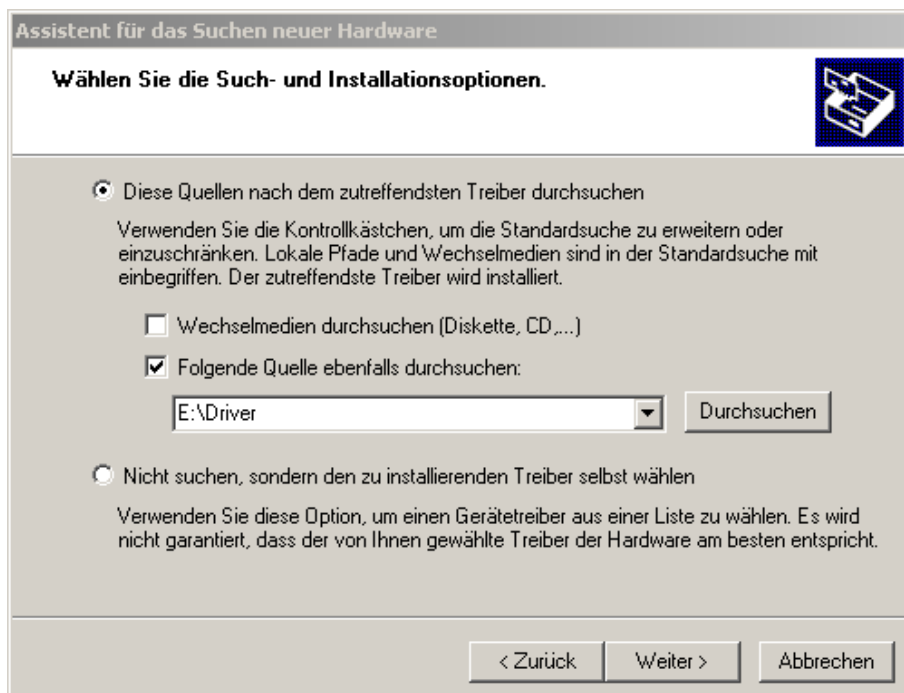 Assistent für das Suchen neuer Hardware
Wählen Sie die Such- und Installationsoptionen.
Diese Quellen nach dem zutreffendsten Treiber durchsuchen
Verwenden Sie die Kontrollkästchen, um die Standardsuche zu erweitern oder
einzuschränken. Lokale Pfade und Wechselmedien sind in der Standardsuche mit
einbegriffen. Der zutreffendste Treiber wird installiert.
Wechselmedien durchsuchen (Diskette, CD,...)
Folgende Quelle ebenfalls durchsuchen:
E:\Driver
Durchsuchen
Nicht suchen, sondern den zu installierenden Treiber selbst wählen
Verwenden Sie diese Option, um einen Gerätetreiber aus einer Liste zu wählen. Es wird
nicht garantiert, dass der von Ihnen gewählte Treiber der Hardware am besten entspricht.
< Zurück
Weiter >
Abbrechen